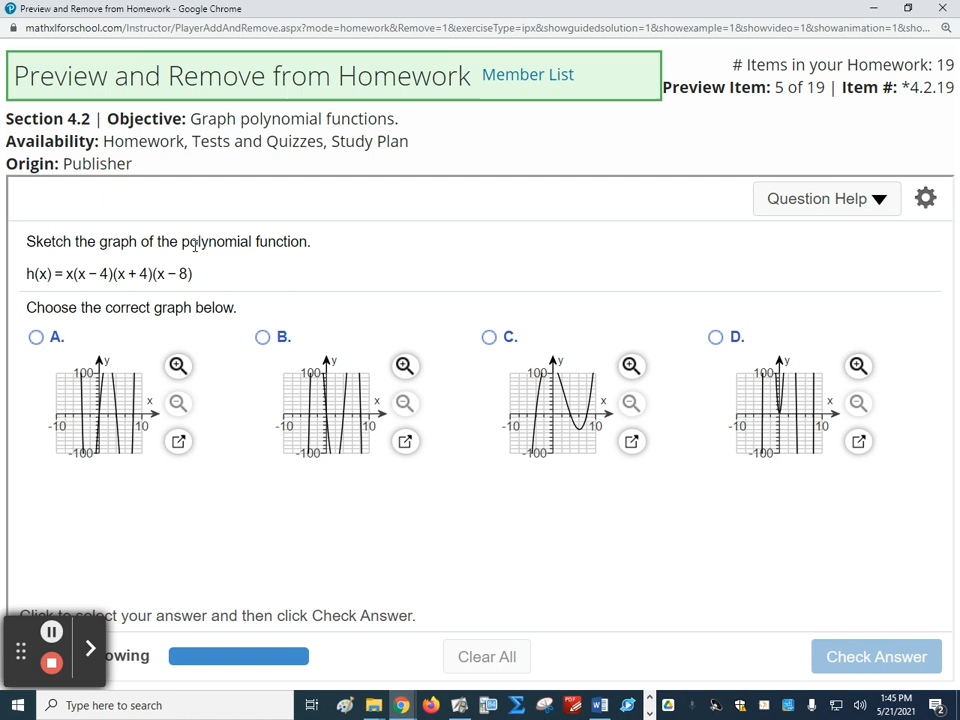 Preview and Remove from Homework - Google Chrome
mathxlforschool.com/Instructor/PlayerAddAndRemove.aspx?mode=homework&Remove=1&exerciseType=ipx&showguidedsolution=1&showexample=1&showvideo=1&showanimation=1&sho...
Preview and Remove from Homework Member List
# Items in your Homework: 19
Preview Item: 5 of 19 | Item #: *4.2.19
Section 4.2 | Objective: Graph polynomial functions.
Availability: Homework, Tests and Quizzes, Study Plan
Origin: Publisher
Question Help
Sketch the graph of the polynomial function.
h(x) = x(x − 4)(x + 4)(x − 8)
Choose the correct graph below.
A. B. C. D.
y y y y
100 100 100 100
x x x x
-10 10 -10 10 -10 10 -10 10
-100 -100 -100 -100
Click to select your answer and then click Check Answer.
owing
Clear All
Check Answer
Type here to search
1:45 PM
5/21/2021
2